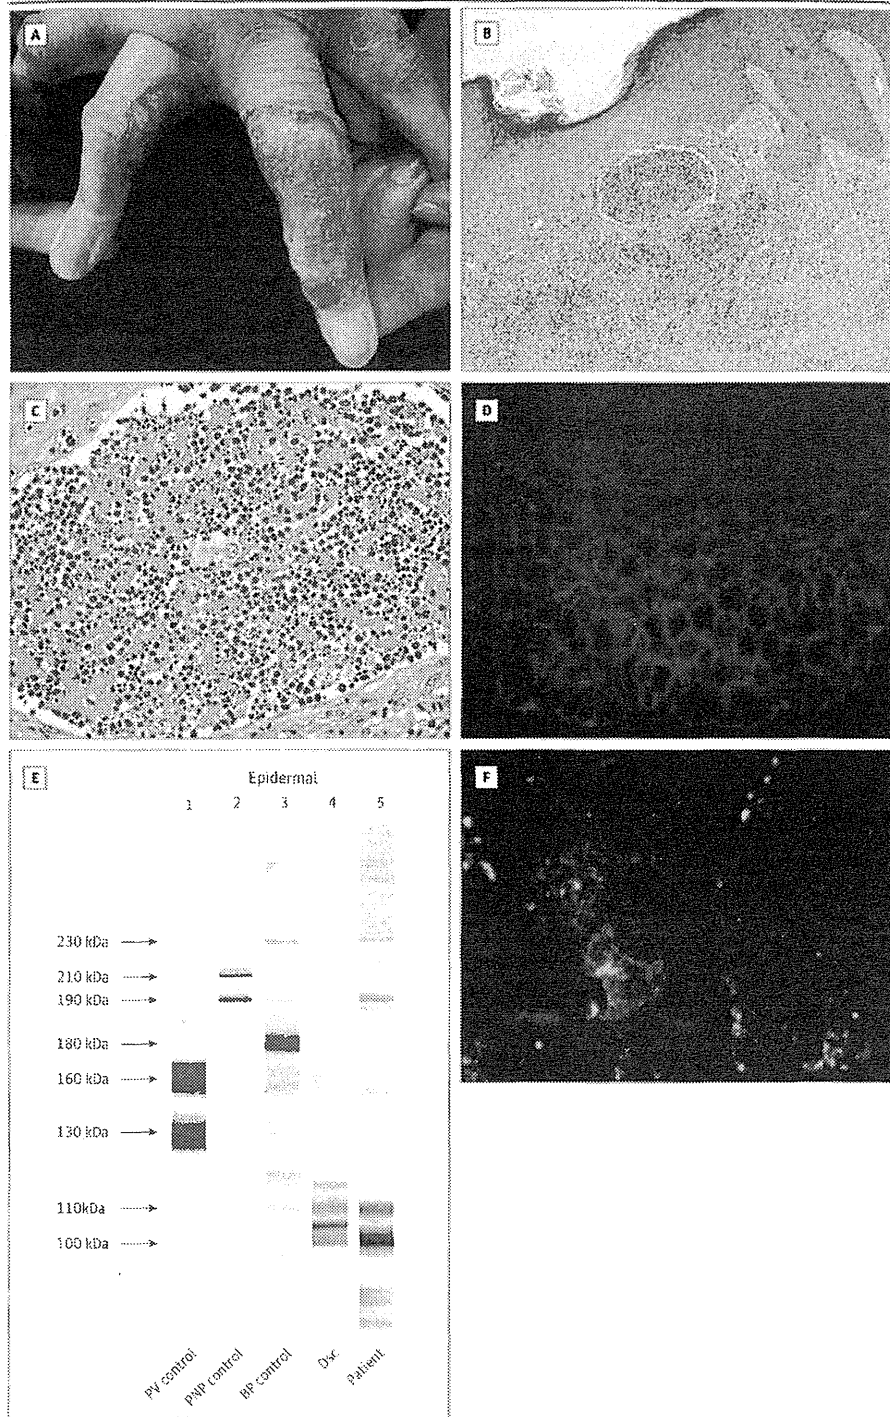 A
B
C
D
E
Epidermal
1 2 3 4 5
230 kDa
210 kDa
190 kDa
180 kDa
160 kDa
130 kDa
110kDa
100 kDa
PV control
PNP control
BP control
Dsc
Patient
F